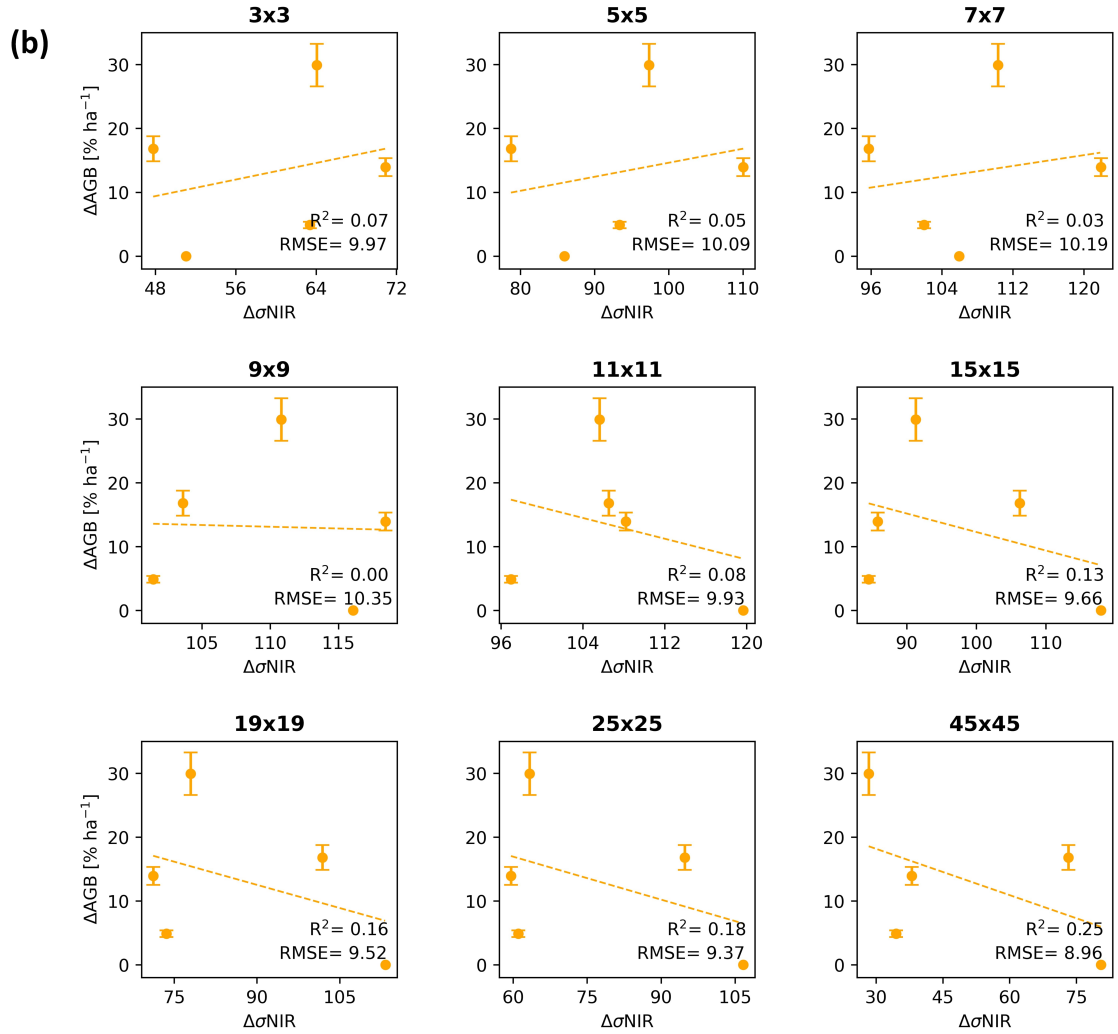 (b)
3x3
5x5
7x7
ΔAGB [% ha⁻¹]
30
20
10
0
R²= 0.07
RMSE= 9.97
48 56 64 72
ΔσNIR
R²= 0.05
RMSE= 10.09
80 90 100 110
ΔσNIR
30
20
10
0
R²= 0.03
RMSE= 10.19
96 104 112 120
ΔσNIR
30
20
10
0
9x9
11x11
15x15
ΔAGB [% ha⁻¹]
30
20
10
0
R²= 0.00
RMSE= 10.35
105 110 115
ΔσNIR
30
20
10
0
R²= 0.08
RMSE= 9.93
96 104 112 120
ΔσNIR
30
20
10
0
R²= 0.13
RMSE= 9.66
90 100 110
ΔσNIR
19x19
25x25
45x45
ΔAGB [% ha⁻¹]
30
20
10
0
R²= 0.16
RMSE= 9.52
75 90 105
ΔσNIR
30
20
10
0
R²= 0.18
RMSE= 9.37
60 75 90 105
ΔσNIR
30
20
10
0
R²= 0.25
RMSE= 8.96
30 45 60 75
ΔσNIR